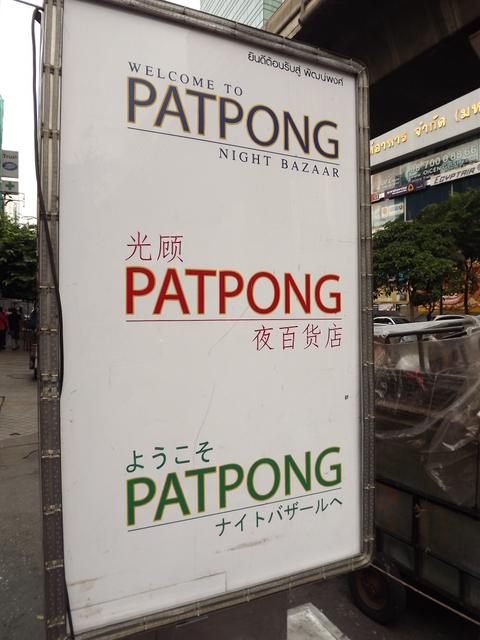 ยินดีต้อนรับสู่ พัฒน์พงศ์
WELCOME TO
PATPONG
NIGHT BAZAAR
光顾
PATPONG
夜百货店
ようこそ
PATPONG
ナイトバザールへ
Trust
EGYPTAIR